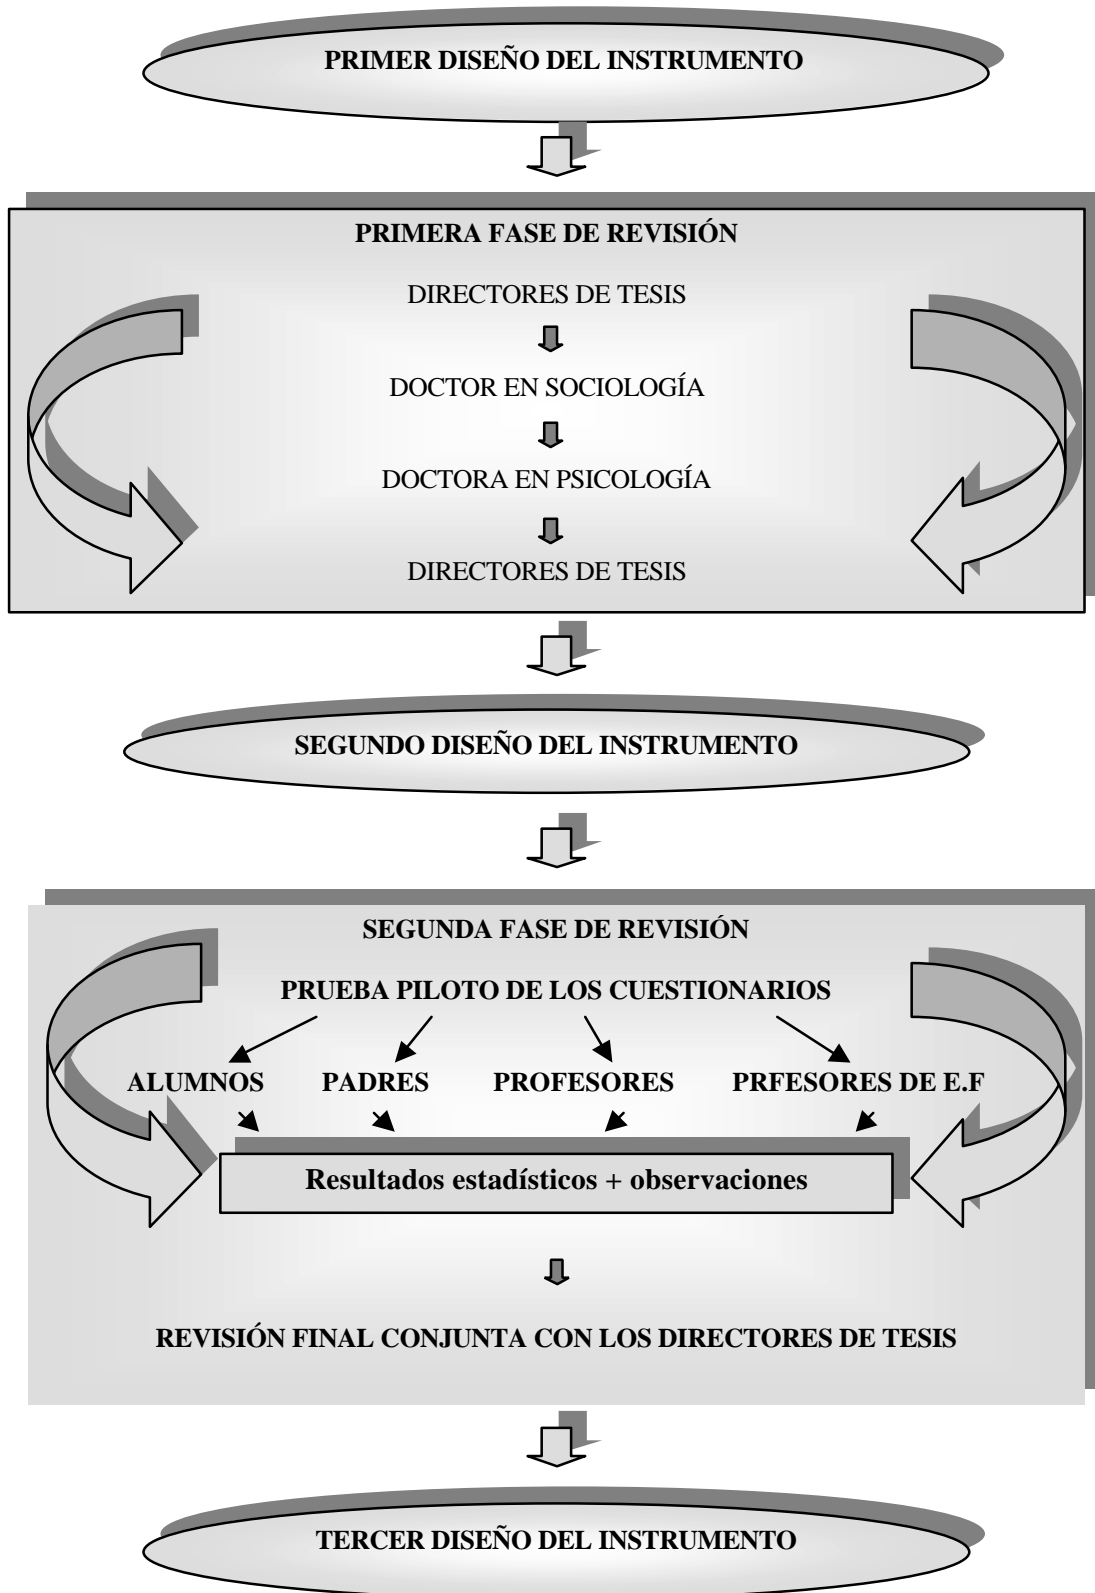 PRIMER DISEÑO DEL INSTRUMENTO
PRIMERA FASE DE REVISIÓN
DIRECTORES DE TESIS
DOCTOR EN SOCIOLOGÍA
DOCTORA EN PSICOLOGÍA
DIRECTORES DE TESIS
SEGUNDO DISEÑO DEL INSTRUMENTO
SEGUNDA FASE DE REVISIÓN
PRUEBA PILOTO DE LOS CUESTIONARIOS
ALUMNOS PADRES PROFESORES PRFESORES DE E.F
Resultados estadísticos + observaciones
REVISIÓN FINAL CONJUNTA CON LOS DIRECTORES DE TESIS
TERCER DISEÑO DEL INSTRUMENTO